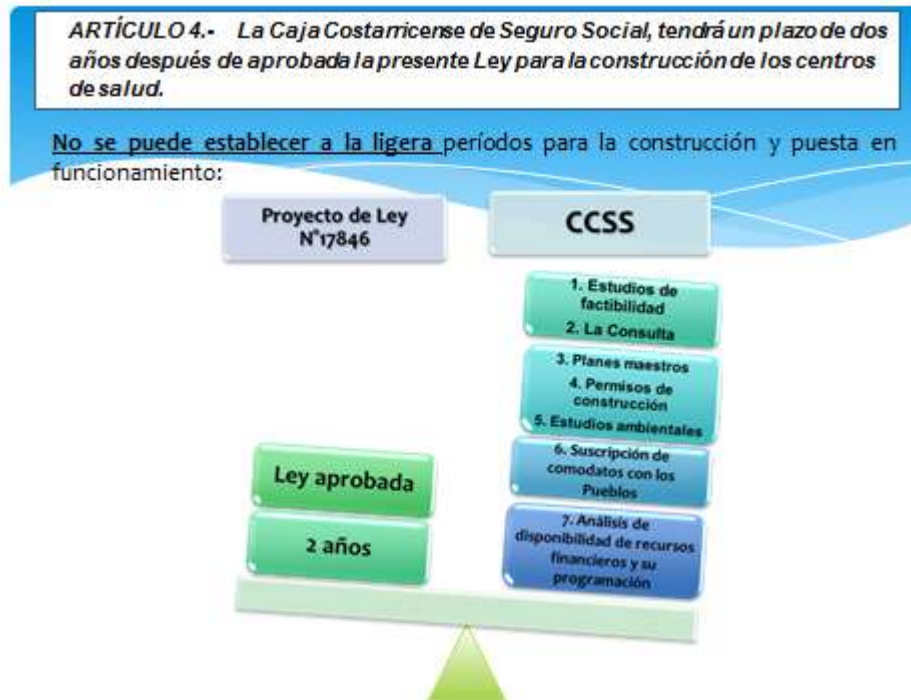 ARTÍCULO 4.- La Caja Costarricense de Seguro Social, tendrá un plazo de dos
años después de aprobada la presente Ley para la construcción de los centros
de salud.
No se puede establecer a la ligera períodos para la construcción y puesta en
funcionamiento:
Proyecto de Ley
N°17846
CCSS
1. Estudios de
factibilidad
2. La Consulta
3. Planes maestros
4. Permisos de
construcción
5. Estudios ambientales
6. Suscripción de
comodatos con los
Pueblos
7. Análisis de
disponibilidad de recursos
financieros y su
programación
Ley aprobada
2 años